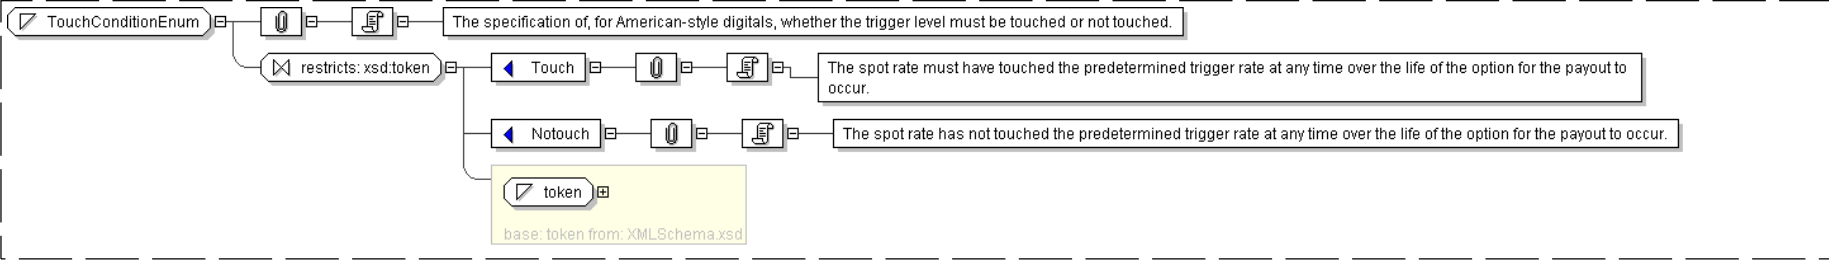 TouchConditionEnum
The specification of, for American-style digitals, whether the trigger level must be touched or not touched.
restricts: xsd:token
Touch
The spot rate must have touched the predetermined trigger rate at any time over the life of the option for the payout to
occur.
Notouch
The spot rate has not touched the predetermined trigger rate at any time over the life of the option for the payout to occur.
token
base: token from: XMLSchema.xsd